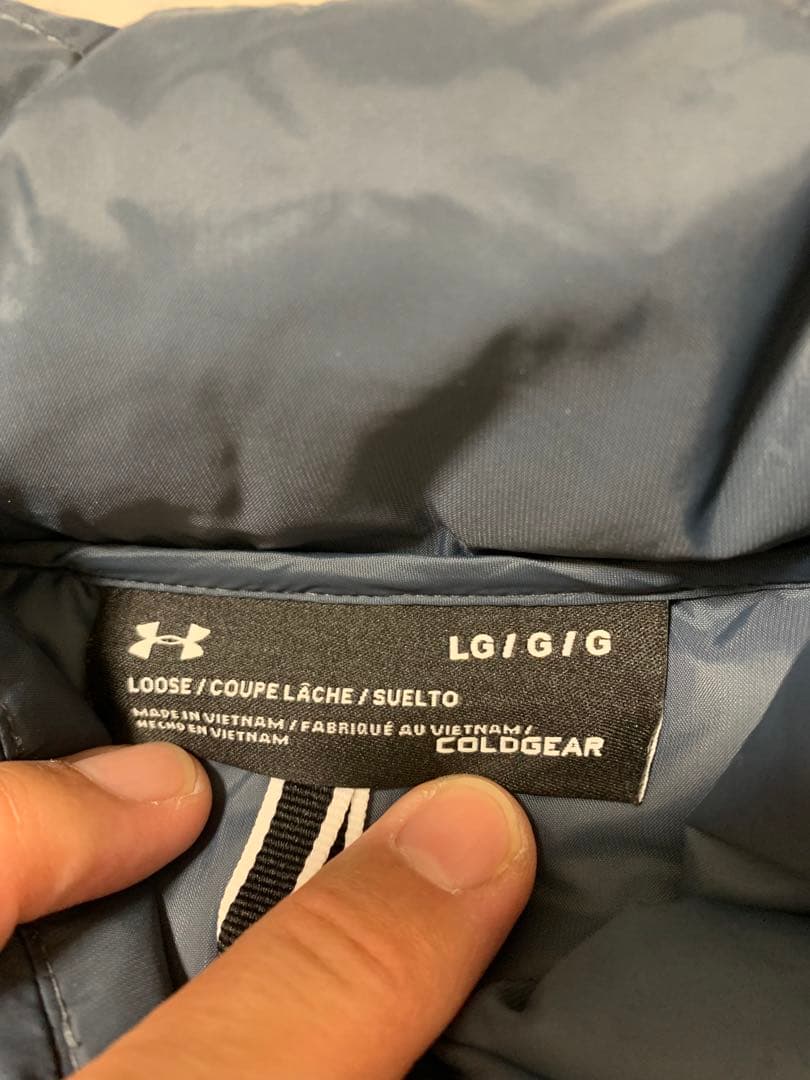 LG / G / G
LOOSE / COUPE LÂCHE / SUELTO
MADE IN VIETNAM / FABRIQUÉ AU VIETNAM /
HECHO EN VIETNAM
COLDGEAR